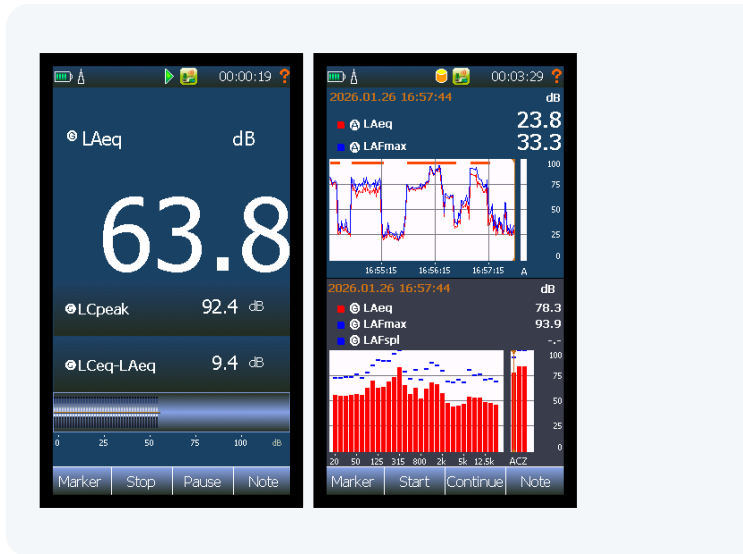 00:00:19 ?
G LAeq dB
63.8
G LCpeak 92.4 dB
G LCeq-LAeq 9.4 dB
0 25 50 75 100 dB
Marker Stop Pause Note
00:03:29 ?
2026.01.26 16:57:44 dB
A LAeq 23.8
A LAFmax 33.3
100
75
50
25
0
16:55:15 16:56:15 16:57:15 A
2026.01.26 16:57:44 dB
G LAeq 78.3
G LAFmax 93.9
G LAFspl -.-
100
75
50
25
0
20 50 125 315 800 2k 5k 12.5k ACZ
Marker Start Continue Note